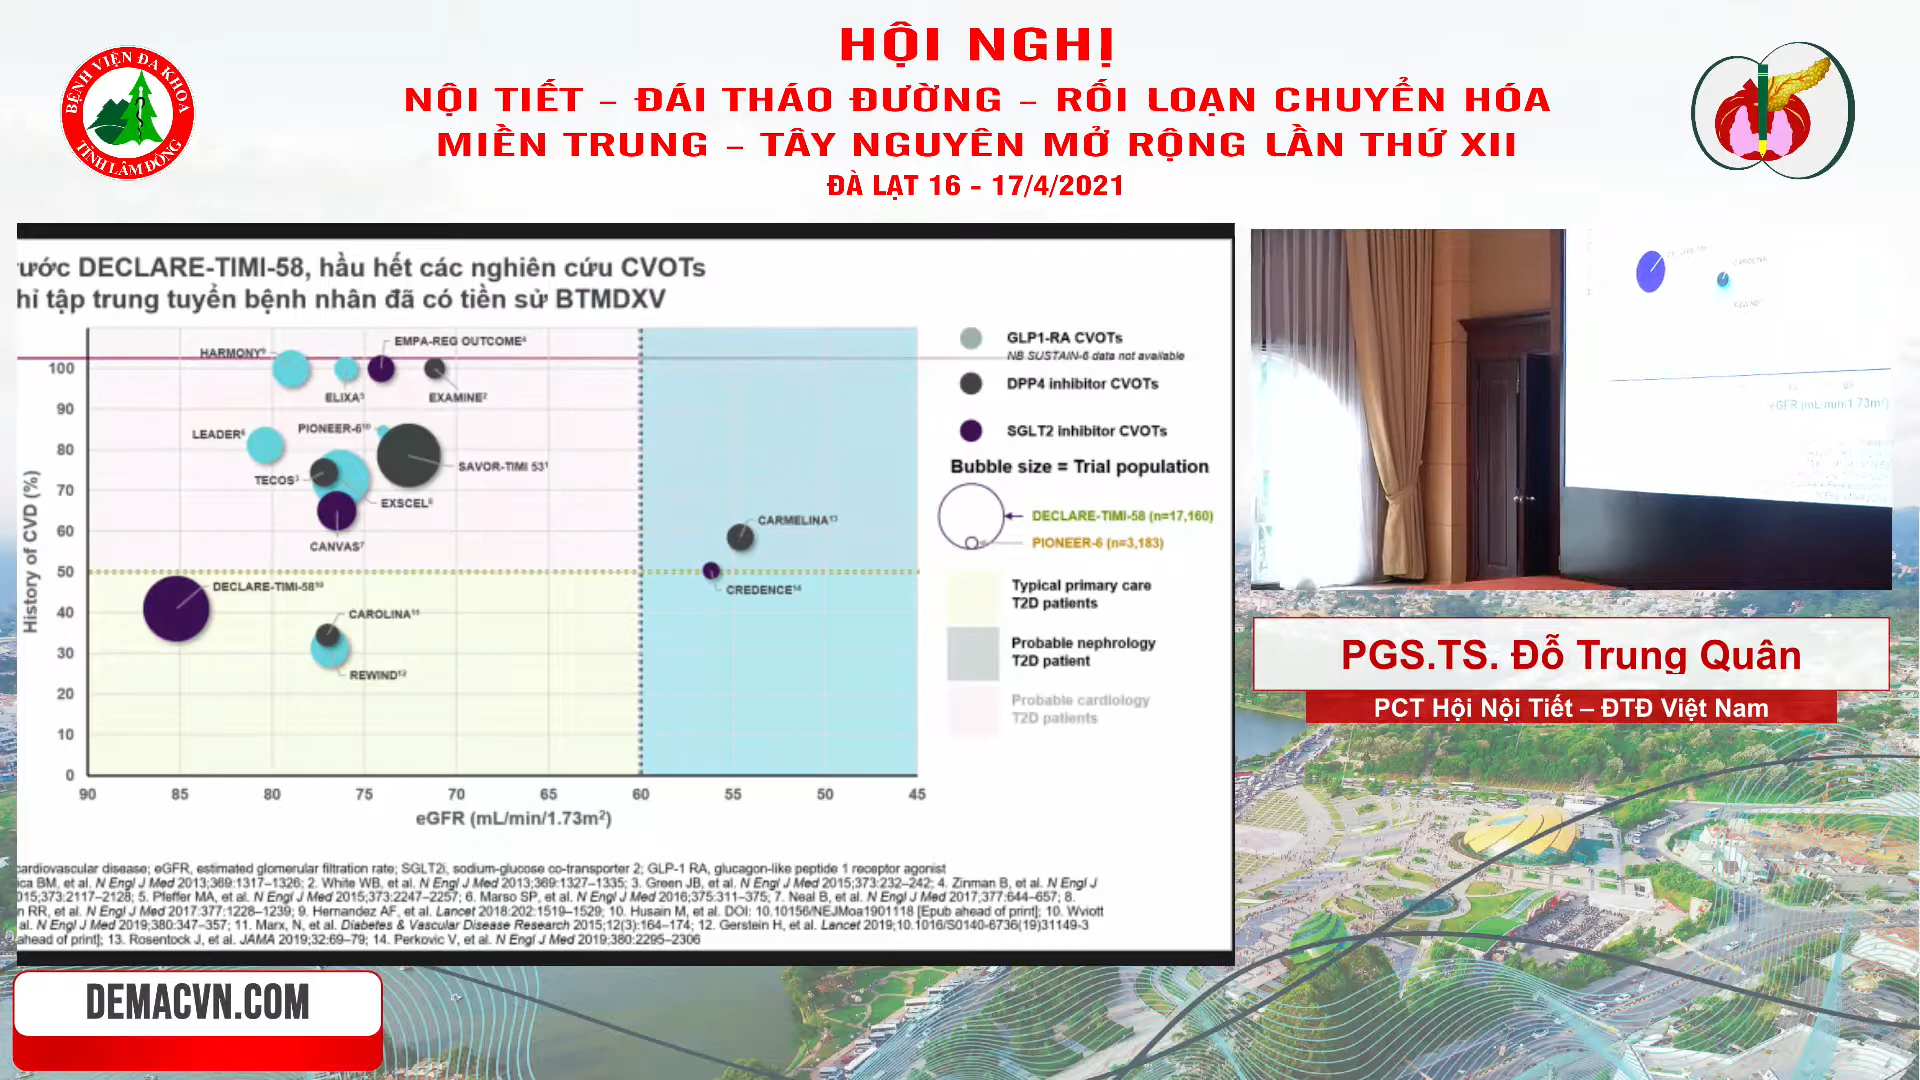 HỘI NGHỊ
NỘI TIẾT – ĐÁI THÁO ĐƯỜNG – RỐI LOẠN CHUYỂN HÓA
MIỀN TRUNG – TÂY NGUYÊN MỞ RỘNG LẦN THỨ XII
ĐÀ LẠT 16 - 17/4/2021
BỆNH VIỆN ĐA KHOA
TỈNH LÂM ĐỒNG
DECLARE-TIMI-58, hầu hết các nghiên cứu CVOTs
tập trung tuyển bệnh nhân đã có tiền sử BTMDXV
History of CVD (%)
100
90
80
70
60
50
40
30
20
10
0
90 85 80 75 70 65 60 55 50 45
eGFR (mL/min/1.73m²)
HARMONY⁹
EMPA-REG OUTCOME⁴
ELIXA⁵
EXAMINE²
LEADER⁶
PIONEER-6¹⁰
SAVOR-TIMI 53¹
TECOS³
EXSCEL⁸
CANVAS⁷
CARMELINA¹³
CREDENCE¹⁴
DECLARE-TIMI-58¹⁰
CAROLINA¹¹
REWIND¹²
GLP1-RA CVOTs
NB SUSTAIN-6 data not available
DPP4 inhibitor CVOTs
SGLT2 inhibitor CVOTs
Bubble size = Trial population
DECLARE-TIMI-58 (n=17,160)
PIONEER-6 (n=3,183)
Typical primary care
T2D patients
Probable nephrology
T2D patient
Probable cardiology
T2D patients
cardiovascular disease; eGFR, estimated glomerular filtration rate; SGLT2i, sodium-glucose co-transporter 2; GLP-1 RA, glucagon-like peptide 1 receptor agonist
BM, et al. N Engl J Med 2013;369:1317–1326; 2. White WB, et al. N Engl J Med 2013;369:1327–1335; 3. Green JB, et al. N Engl J Med 2015;373:232–242; 4. Zinman B, et al. N Engl J
2015;373:2117–2128; 5. Pfeffer MA, et al. N Engl J Med 2015;373:2247–2257; 6. Marso SP, et al. N Engl J Med 2016;375:311–375; 7. Neal B, et al. N Engl J Med 2017;377:644–657; 8.
RR, et al. N Engl J Med 2017:377:1228–1239; 9. Hernandez AF, et al. Lancet 2018:202:1519–1529; 10. Husain M, et al. DOI: 10.10156/NEJMoa1901118 [Epub ahead of print]; 10. Wviott
al. N Engl J Med 2019;380:347–357; 11. Marx, N, et al. Diabetes & Vascular Disease Research 2015;12(3):164–174; 12. Gerstein H, et al. Lancet 2019;10.1016/S0140-6736(19)31149-3
ahead of print]; 13. Rosentock J, et al. JAMA 2019;32:69–79; 14. Perkovic V, et al. N Engl J Med 2019;380:2295–2306
eGFR (mL/min/1.73m²)
PGS.TS. Đỗ Trung Quân
PCT Hội Nội Tiết – ĐTĐ Việt Nam
DEMACVN.COM